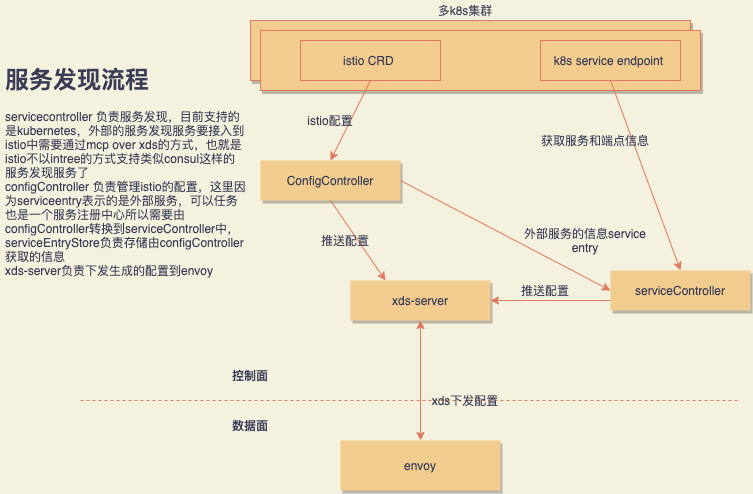 多k8s集群
istio CRD
k8s service endpoint
服务发现流程
servicecontroller 负责服务发现，目前支持的
是kubernetes，外部的服务发现服务要接入到
istio中需要通过mcp over xds的方式，也就是
istio不以intree的方式支持类似consul这样的
服务发现服务了
configController 负责管理istio的配置，这里因
为serviceentry表示的是外部服务，可以任务
也是一个服务注册中心所以需要由
configController转换到serviceController中，
serviceEntryStore负责存储由configController
获取的信息
xds-server负责下发生成的配置到envoy
istio配置
获取服务和端点信息
ConfigController
推送配置
外部服务的信息service
entry
xds-server
推送配置
serviceController
控制面
xds下发配置
数据面
envoy